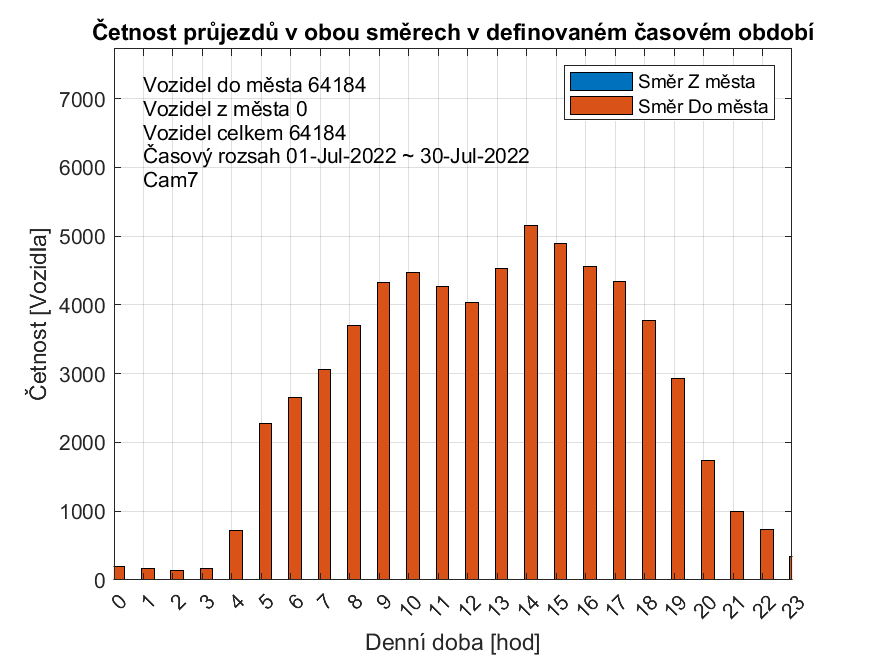 Četnost průjezdů v obou směrech v definovaném časovém období
Vozidel do města 64184
Vozidel z města 0
Vozidel celkem 64184
Časový rozsah 01-Jul-2022 ~ 30-Jul-2022
Cam7
Směr Z města
Směr Do města
Četnost [Vozidla]
7000
6000
5000
4000
3000
2000
1000
0
0 1 2 3 4 5 6 7 8 9 10 11 12 13 14 15 16 17 18 19 20 21 22 23
Denní doba [hod]